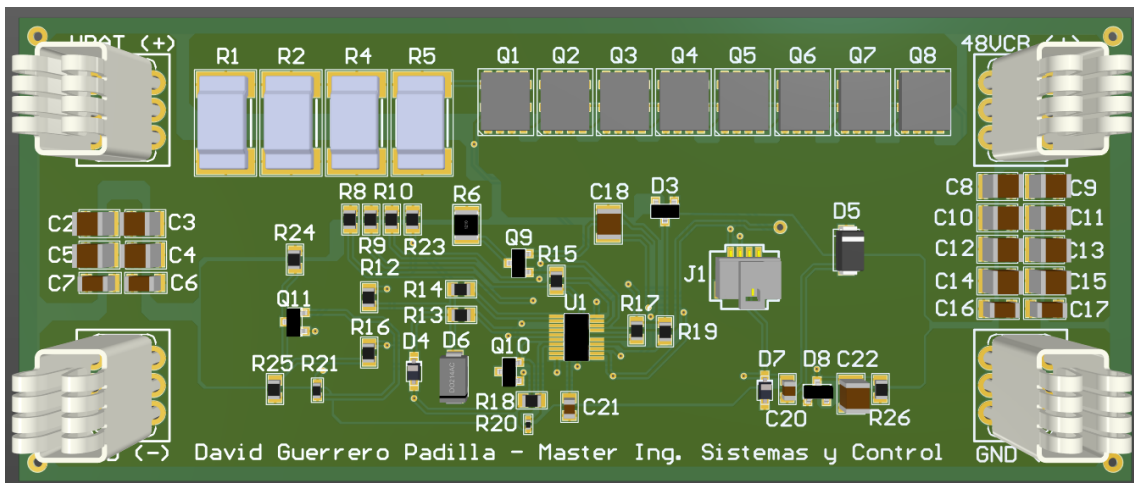 VBAT (+)
48VCR (+)
R1 R2 R4 R5
Q1 Q2 Q3 Q4 Q5 Q6 Q7 Q8
R8 R10 R6 C18 D3
C8 C9
C2 C3
R9 R23
D5
C10 C11
R24 Q9 R15
C5 C4
C12 C13
R12
J1
C7 C6
R14
C14 C15
Q11 R13 U1 R17
C16 C17
R16 D4 D6 R19
Q10
R25 R21
D7 D8 C22
R18 C21
C20 R26
R20
(-)
David Guerrero Padilla - Master Ing. Sistemas y Control
GND